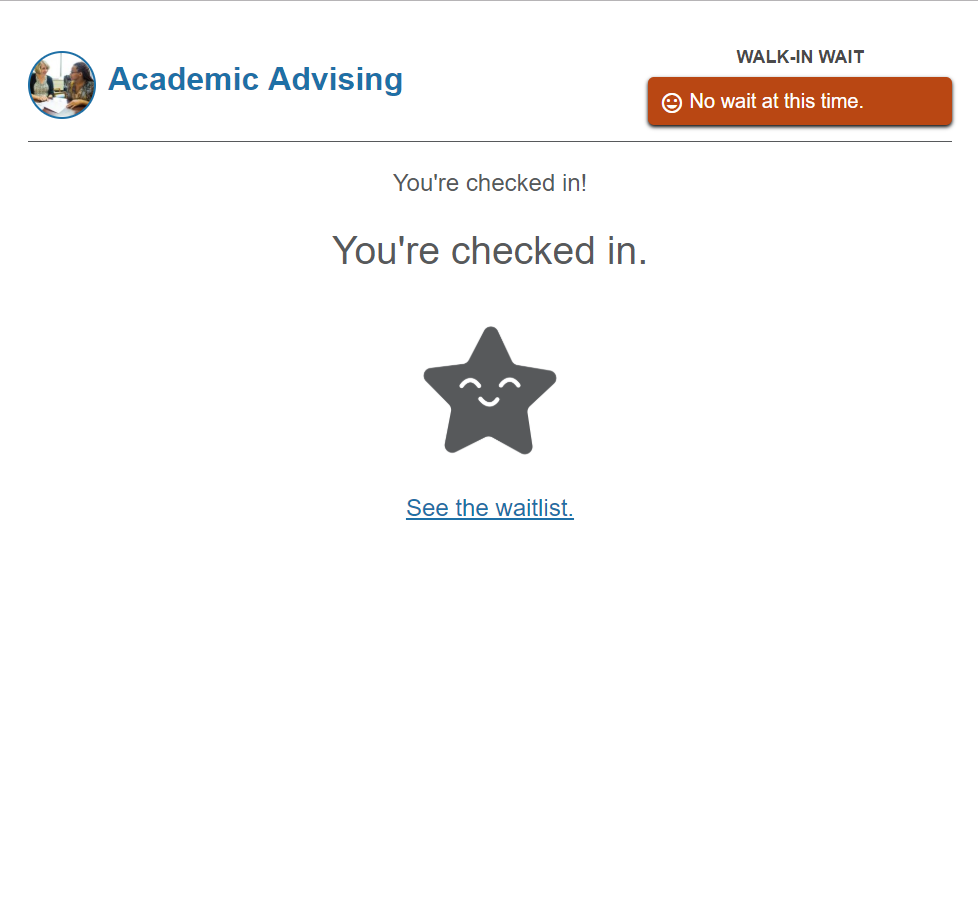 Academic Advising
WALK-IN WAIT
No wait at this time.
You're checked in!
You're checked in.
See the waitlist.